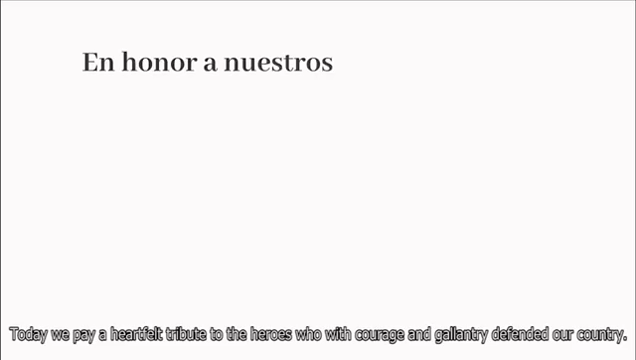 En honor a nuestros
Today we pay a heartfelt tribute to the heroes who with courage and gallantry defended our country.